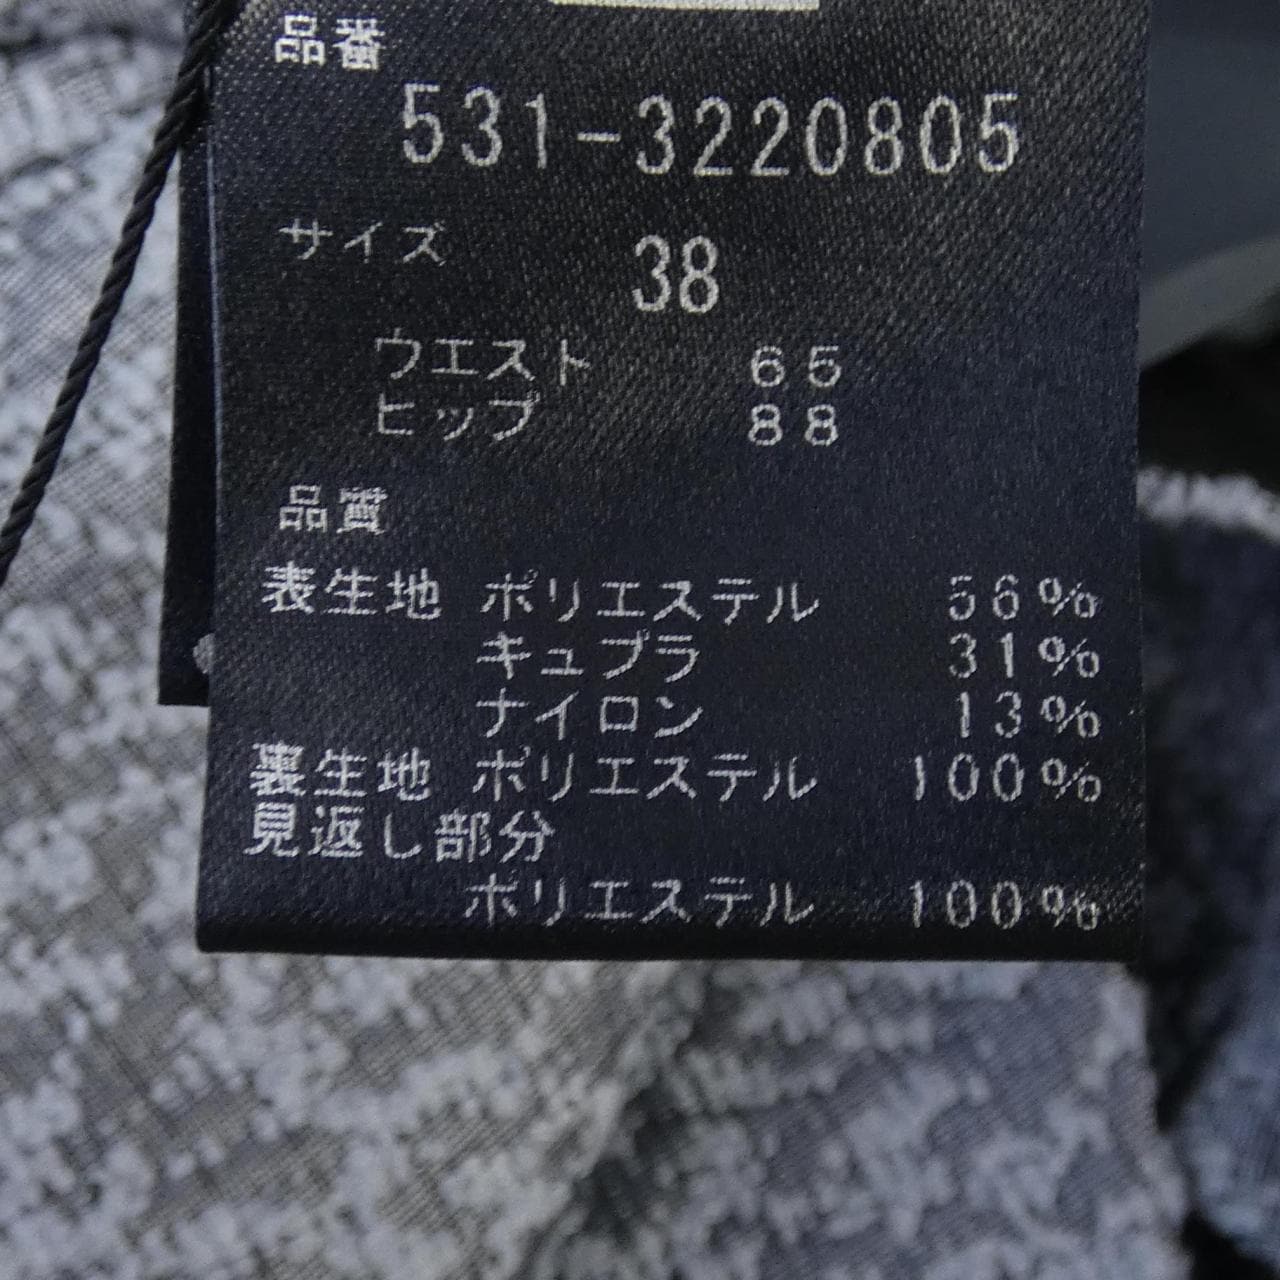 品番
531-3220805
サイズ 38
ウエスト 65
ヒップ 88
品質
表生地 ポリエステル 56%
キュプラ 31%
ナイロン 13%
裏生地 ポリエステル 100%
見返し部分
ポリエステル 100%